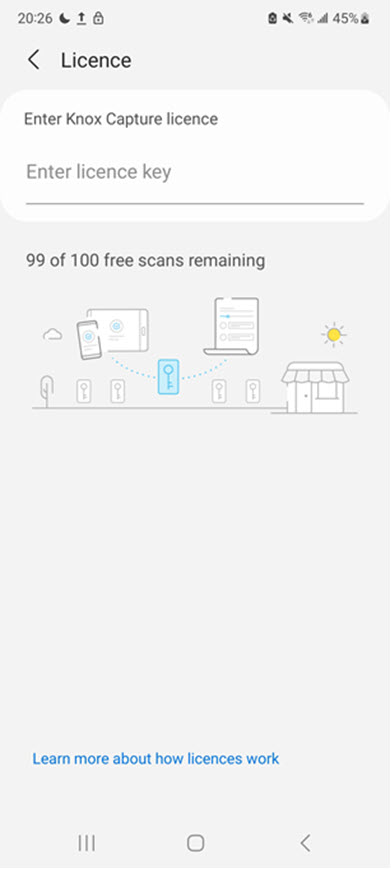 20:26
45%
Licence
Enter Knox Capture licence
Enter licence key
99 of 100 free scans remaining
Learn more about how licences work